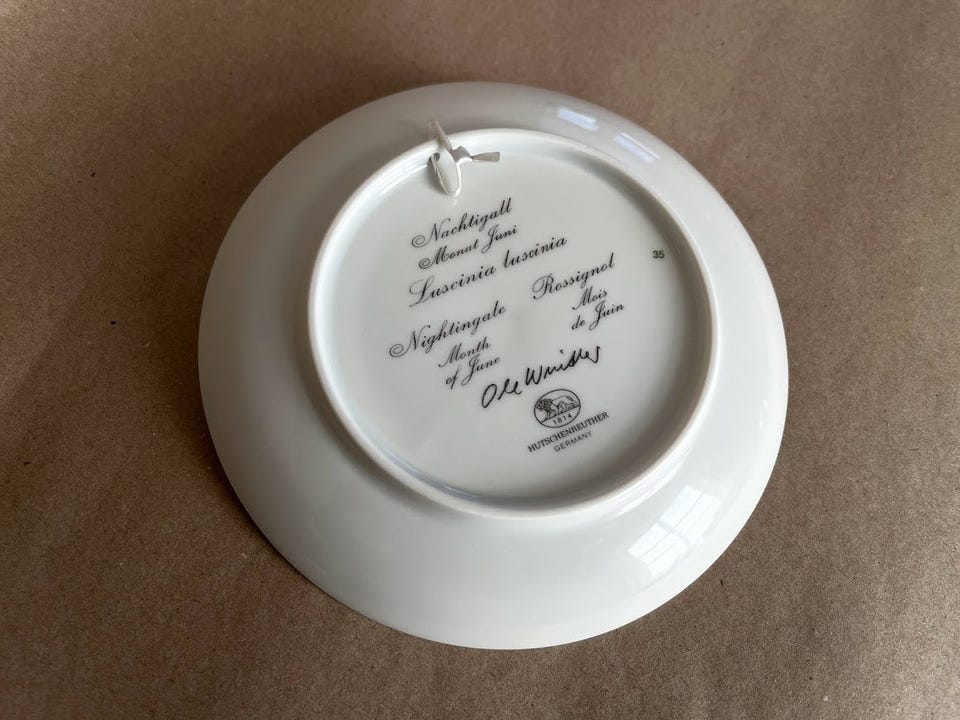 Nachtigall
Monat Juni
Luscinia luscinia
Nightingale
Month
of June
Rossignol
Mois
de Juin
35
Ole Winther
1814
HUTSCHENREUTHER
GERMANY